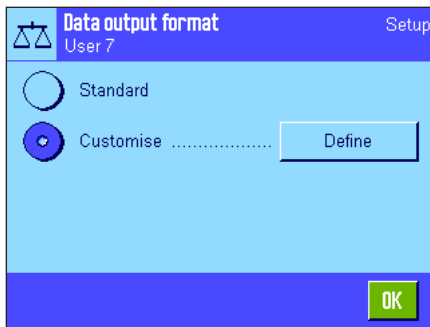 Data output format Setup
User 7
Standard
Customise ................... Define
OK